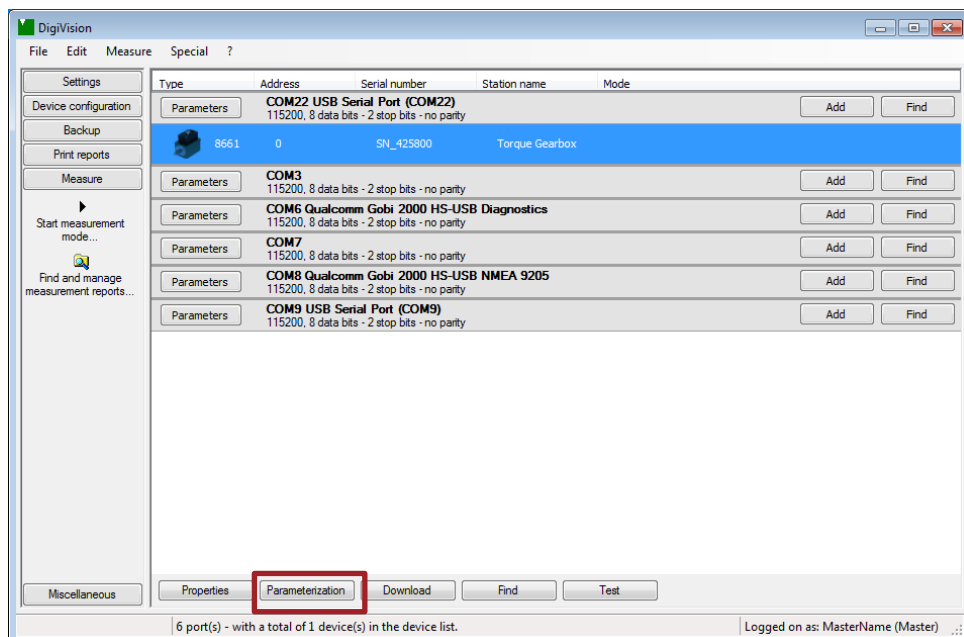 DigiVision
File Edit Measure Special ?
Settings
Device configuration
Backup
Print reports
Measure
Start measurement
mode...
Find and manage
measurement reports...
Miscellaneous
Type Address Serial number Station name Mode
Parameters COM22 USB Serial Port (COM22) Add Find
115200, 8 data bits - 2 stop bits - no parity
8661 0 SN_425800 Torque Gearbox
Parameters COM3 Add Find
115200, 8 data bits - 2 stop bits - no parity
Parameters COM6 Qualcomm Gobi 2000 HS-USB Diagnostics Add Find
115200, 8 data bits - 2 stop bits - no parity
Parameters COM7 Add Find
115200, 8 data bits - 2 stop bits - no parity
Parameters COM8 Qualcomm Gobi 2000 HS-USB NMEA 9205 Add Find
115200, 8 data bits - 2 stop bits - no parity
Parameters COM9 USB Serial Port (COM9) Add Find
115200, 8 data bits - 2 stop bits - no parity
Properties Parameterization Download Find Test
6 port(s) - with a total of 1 device(s) in the device list. Logged on as: MasterName (Master)